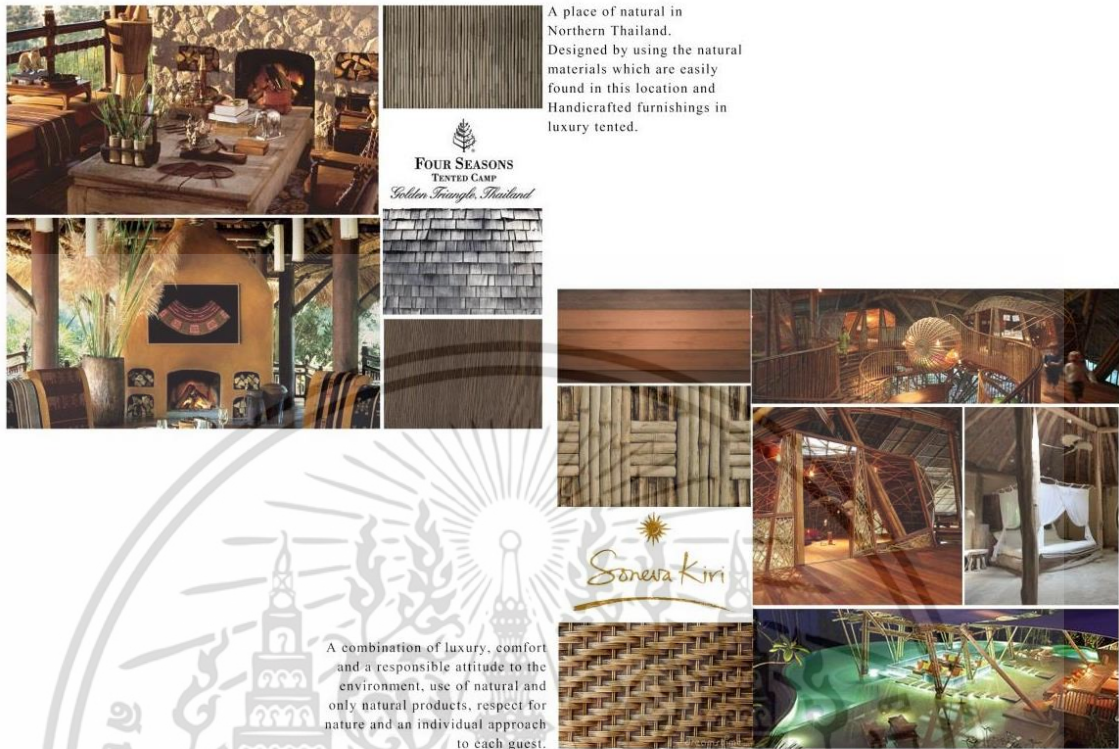 A place of natural in
Northern Thailand.
Designed by using the natural
materials which are easily
found in this location and
Handicrafted furnishings in
luxury tented.
FOUR SEASONS
TENTED CAMP
Golden Triangle, Thailand
Soneva Kiri
A combination of luxury, comfort
and a responsible attitude to the
environment, use of natural and
only natural products, respect for
nature and an individual approach
to each guest.